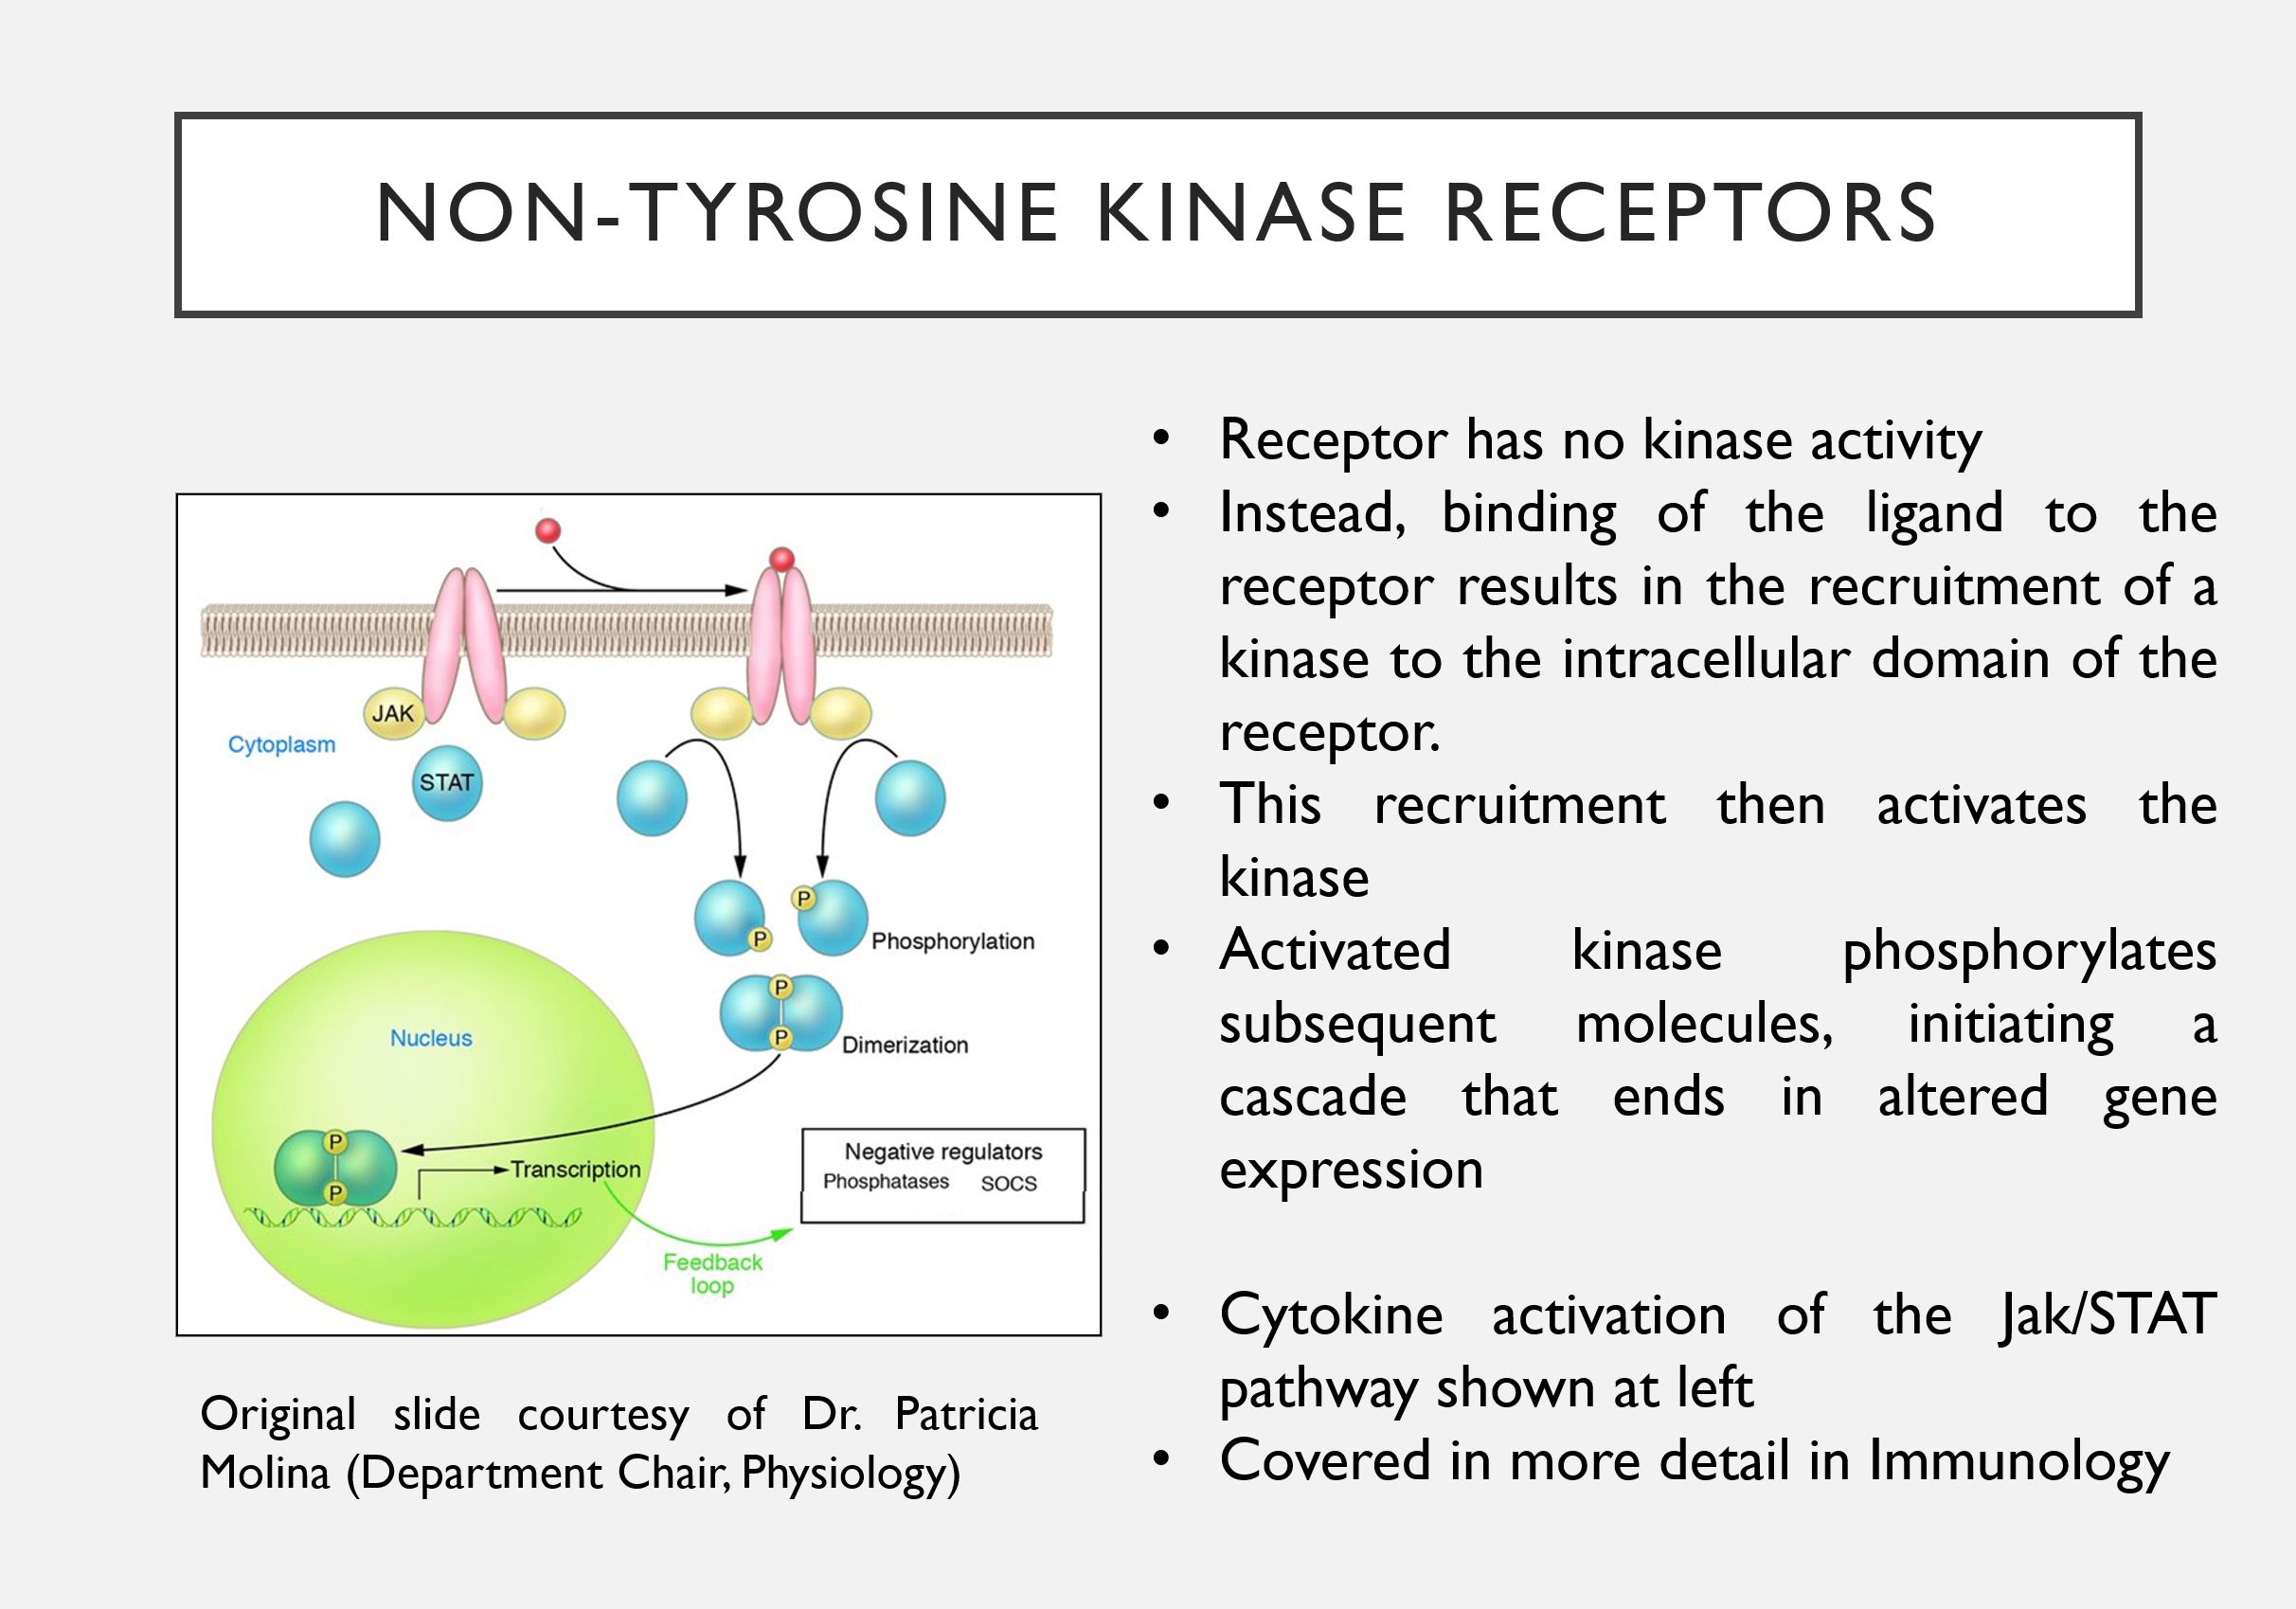 NON-TYROSINE KINASE RECEPTORS
JAK
Cytoplasm
STAT
P
P
Phosphorylation
P
P
Dimerization
Nucleus
P
P
Transcription
Negative regulators
Phosphatases SOCS
Feedback
loop
Original slide courtesy of Dr. Patricia
Molina (Department Chair, Physiology)
• Receptor has no kinase activity
• Instead, binding of the ligand to the
receptor results in the recruitment of a
kinase to the intracellular domain of the
receptor.
• This recruitment then activates the
kinase
• Activated kinase phosphorylates
subsequent molecules, initiating a
cascade that ends in altered gene
expression
• Cytokine activation of the Jak/STAT
pathway shown at left
• Covered in more detail in Immunology